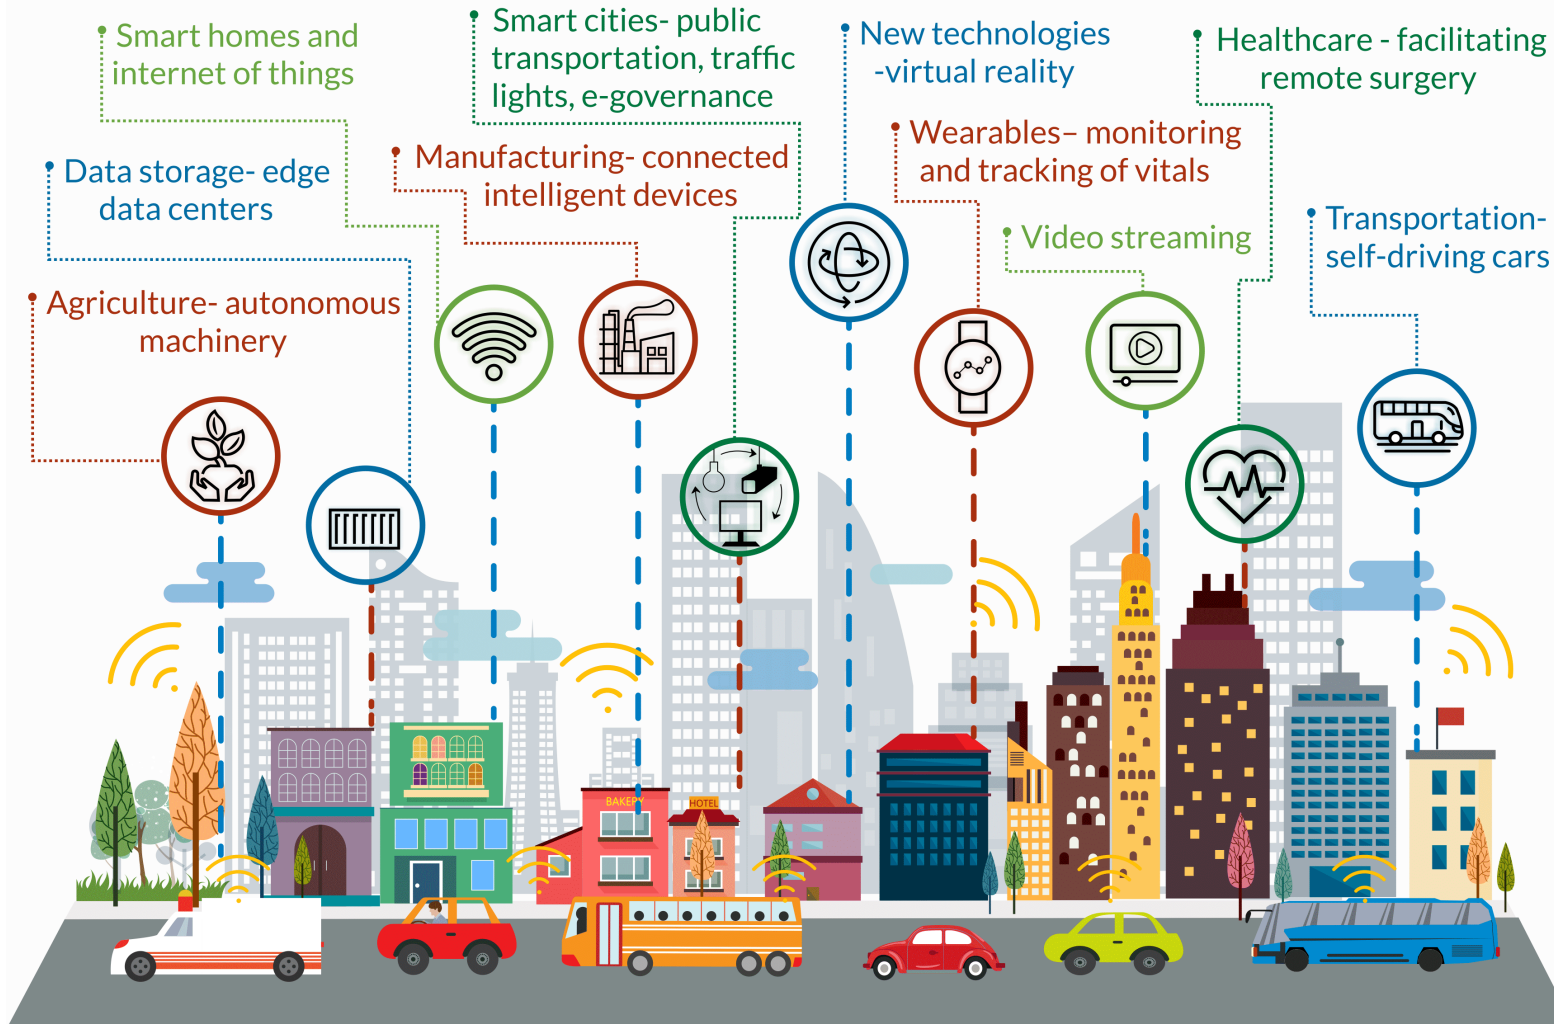 Smart homes and
internet of things
Smart cities- public
transportation, traffic
lights, e-governance
New technologies
-virtual reality
Healthcare - facilitating
remote surgery
Data storage- edge
data centers
Manufacturing- connected
intelligent devices
Wearables– monitoring
and tracking of vitals
Video streaming
Transportation-
self-driving cars
Agriculture- autonomous
machinery
BAKERY
HOTEL